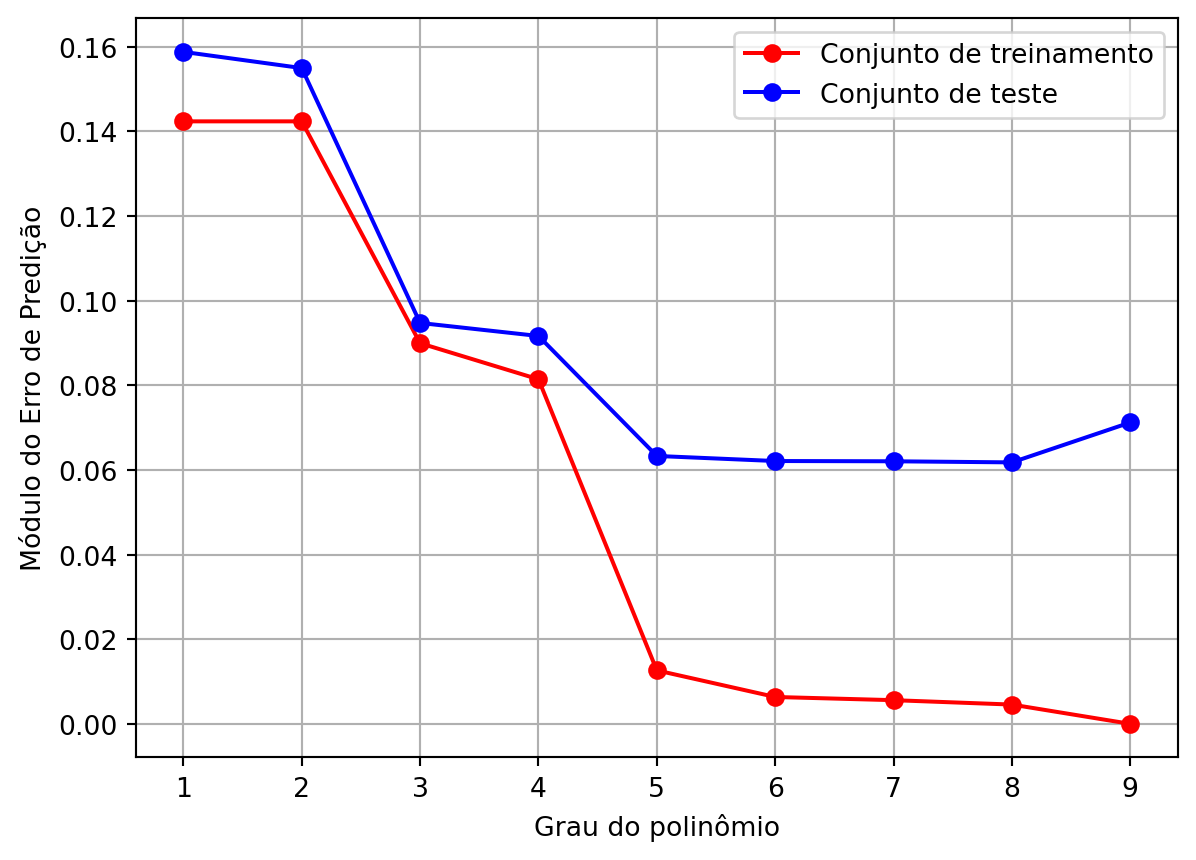 Conjunto de treinamento
Conjunto de teste
Módulo do Erro de Predição
0.16
0.14
0.12
0.10
0.08
0.06
0.04
0.02
0.00
1 2 3 4 5 6 7 8 9
Grau do polinômio